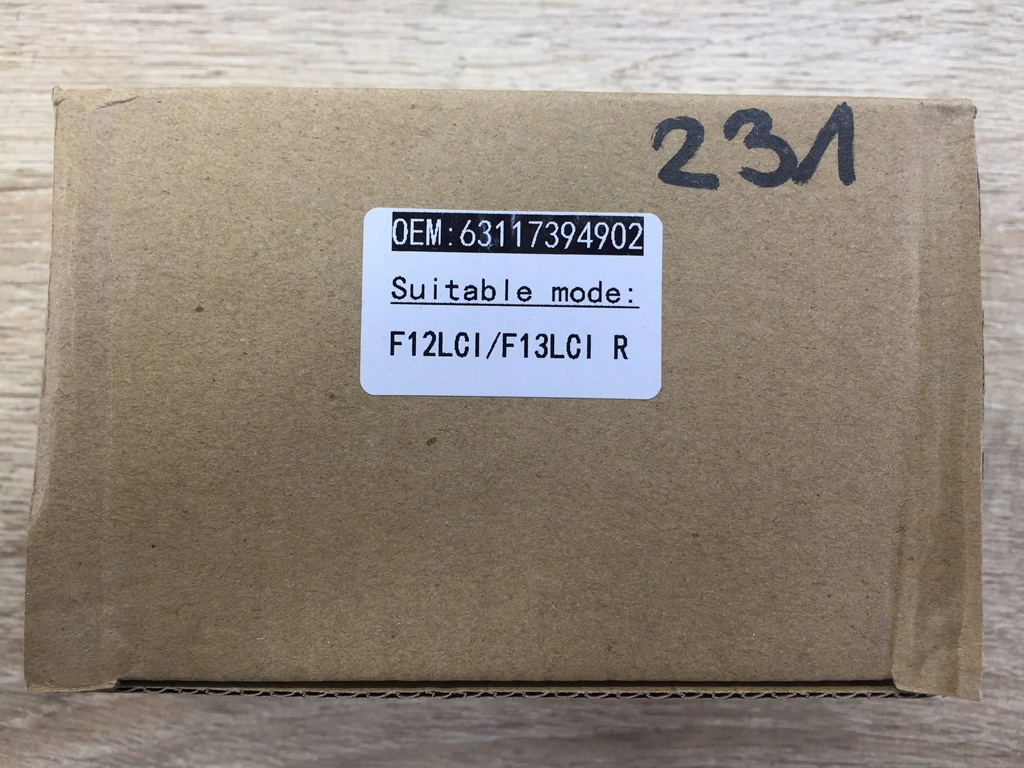 231
OEM:63117394902
Suitable mode:
F12LCI/F13LCI R